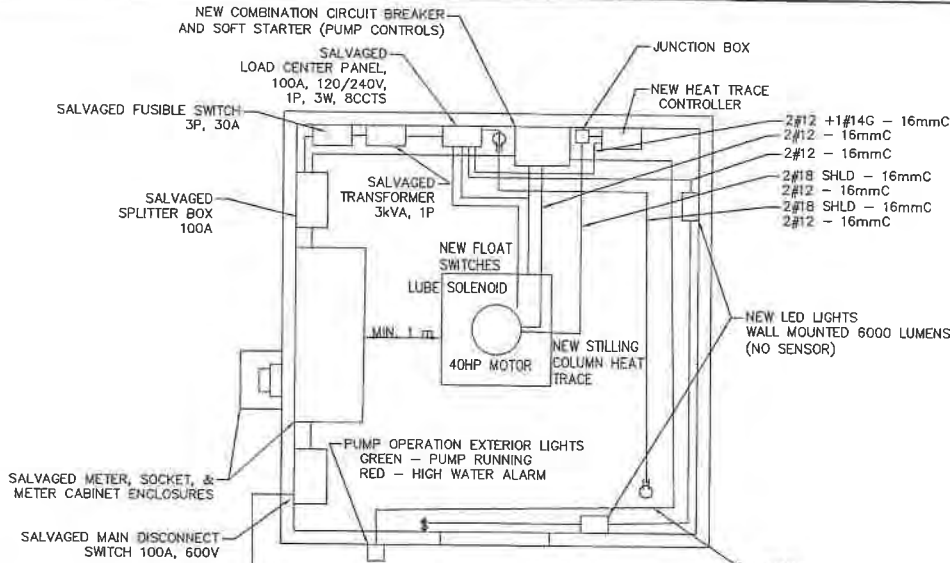 NEW COMBINATION CIRCUIT BREAKER
AND SOFT STARTER (PUMP CONTROLS)
SALVAGED
LOAD CENTER PANEL,
100A, 120/240V,
1P, 3W, 8CCTS
JUNCTION BOX
NEW HEAT TRACE
CONTROLLER
SALVAGED FUSIBLE SWITCH
3P, 30A
2#12 +1#14G - 16mmC
2#12 - 16mmC
2#12 - 16mmC
2#18 SHLD - 16mmC
2#12 - 16mmC
2#18 SHLD - 16mmC
2#12 - 16mmC
SALVAGED
TRANSFORMER
3kVA, 1P
SALVAGED
SPLITTER BOX
100A
NEW FLOAT
SWITCHES
LUBE SOLENOID
MIN. 1 m
40HP MOTOR
NEW STILLING
COLUMN HEAT
TRACE
NEW LED LIGHTS
WALL MOUNTED 6000 LUMENS
(NO SENSOR)
PUMP OPERATION EXTERIOR LIGHTS
GREEN - PUMP RUNNING
RED - HIGH WATER ALARM
SALVAGED METER, SOCKET, &
METER CABINET ENCLOSURES
SALVAGED MAIN DISCONNECT
SWITCH 100A, 600V
$